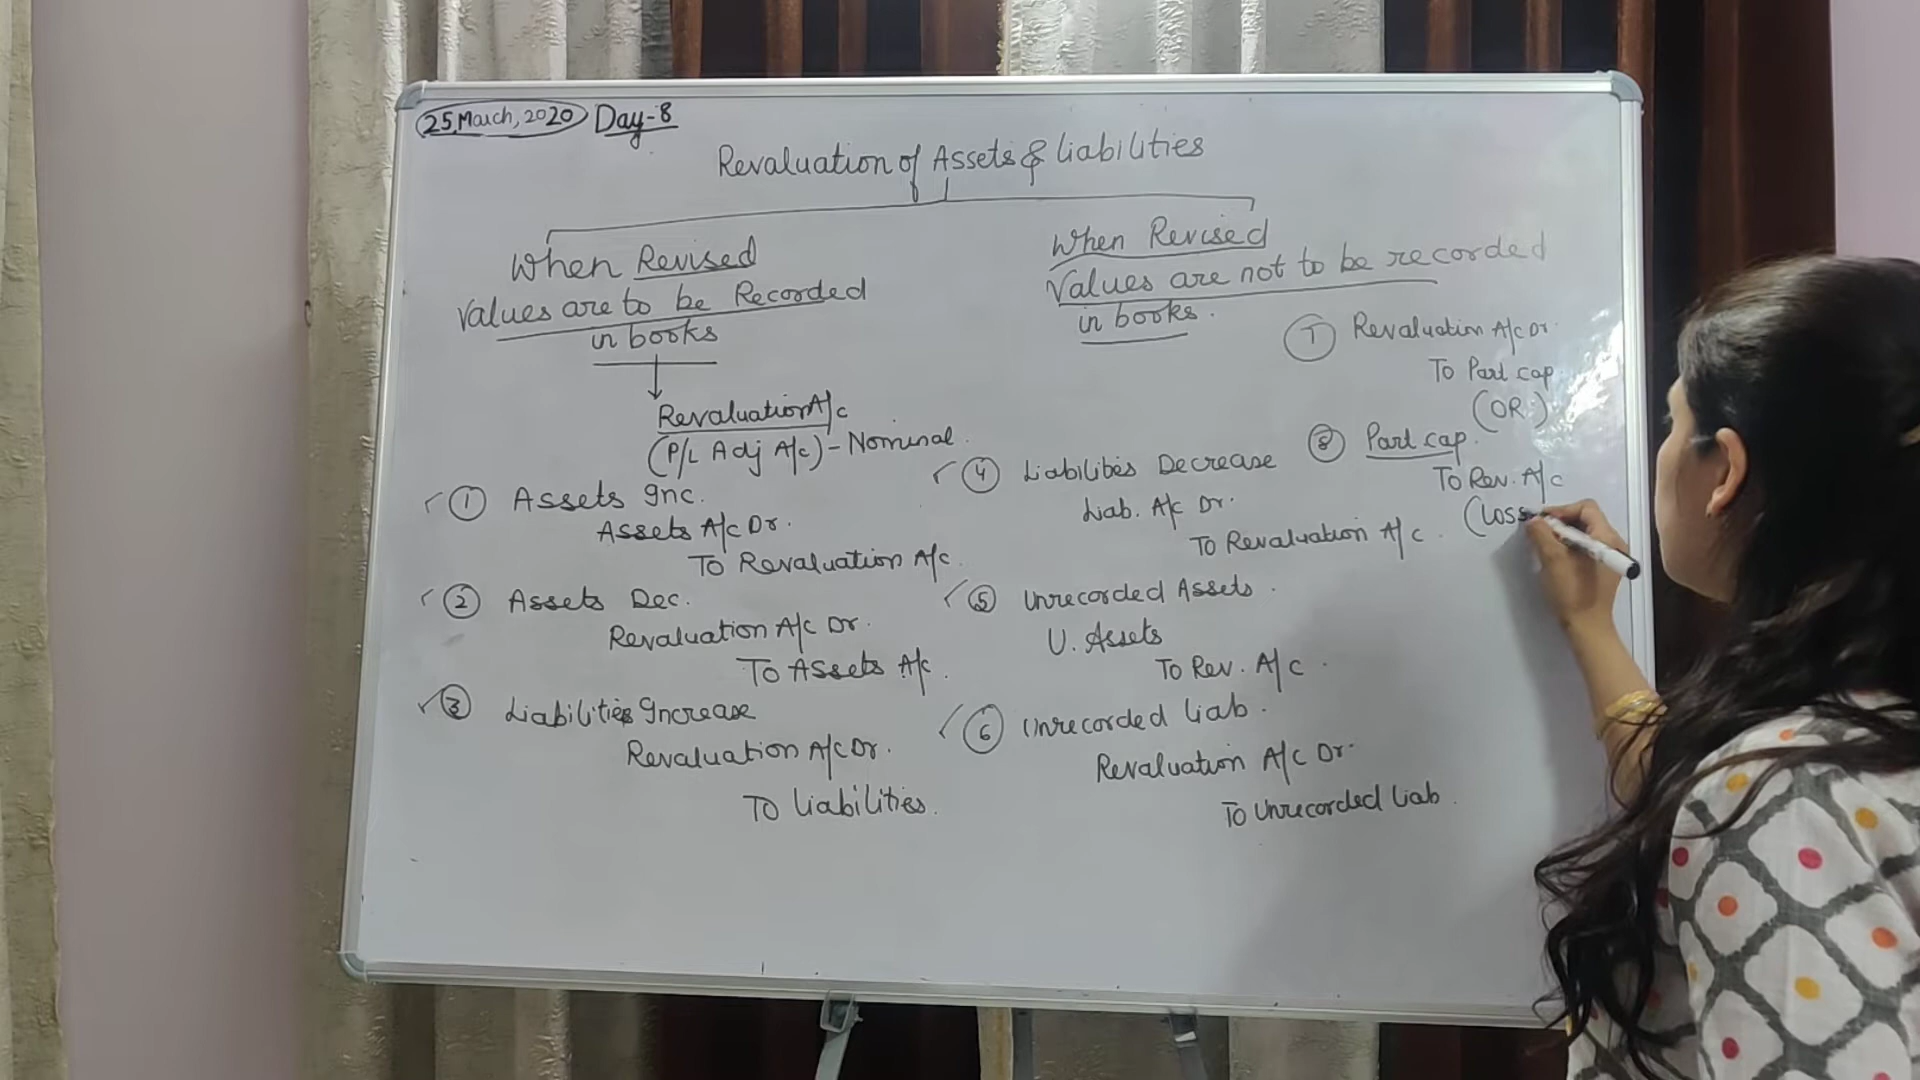 25, March, 2020 Day-8
Revaluation of Assets & Liabilities
When Revised
Values are to be Recorded
in books
Revaluation A/c
(P/L Adj A/c) - Nominal.
① Assets Inc.
Assets A/c Dr.
To Revaluation A/c.
② Assets Dec.
Revaluation A/c Dr.
To Assets A/c.
③ Liabilities Increase
Revaluation A/c Dr.
To Liabilities.
When Revised
Values are not to be recorded
in books.
④ Liabilities Decrease
Liab. A/c Dr.
To Revaluation A/c.
⑤ Unrecorded Assets.
U. Assets
To Rev. A/c.
⑥ Unrecorded Liab.
Revaluation A/c Dr.
To Unrecorded Liab.
⑦ Revaluation A/c Dr.
To Part cap
(OR)
⑧ Part cap.
To Rev. A/c
(Loss